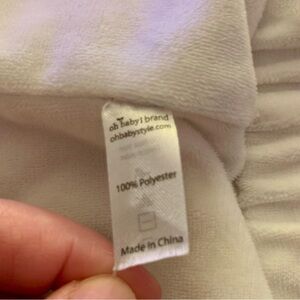 oh baby! brand
ohbabystyle.com
100% Polyester
Made in China